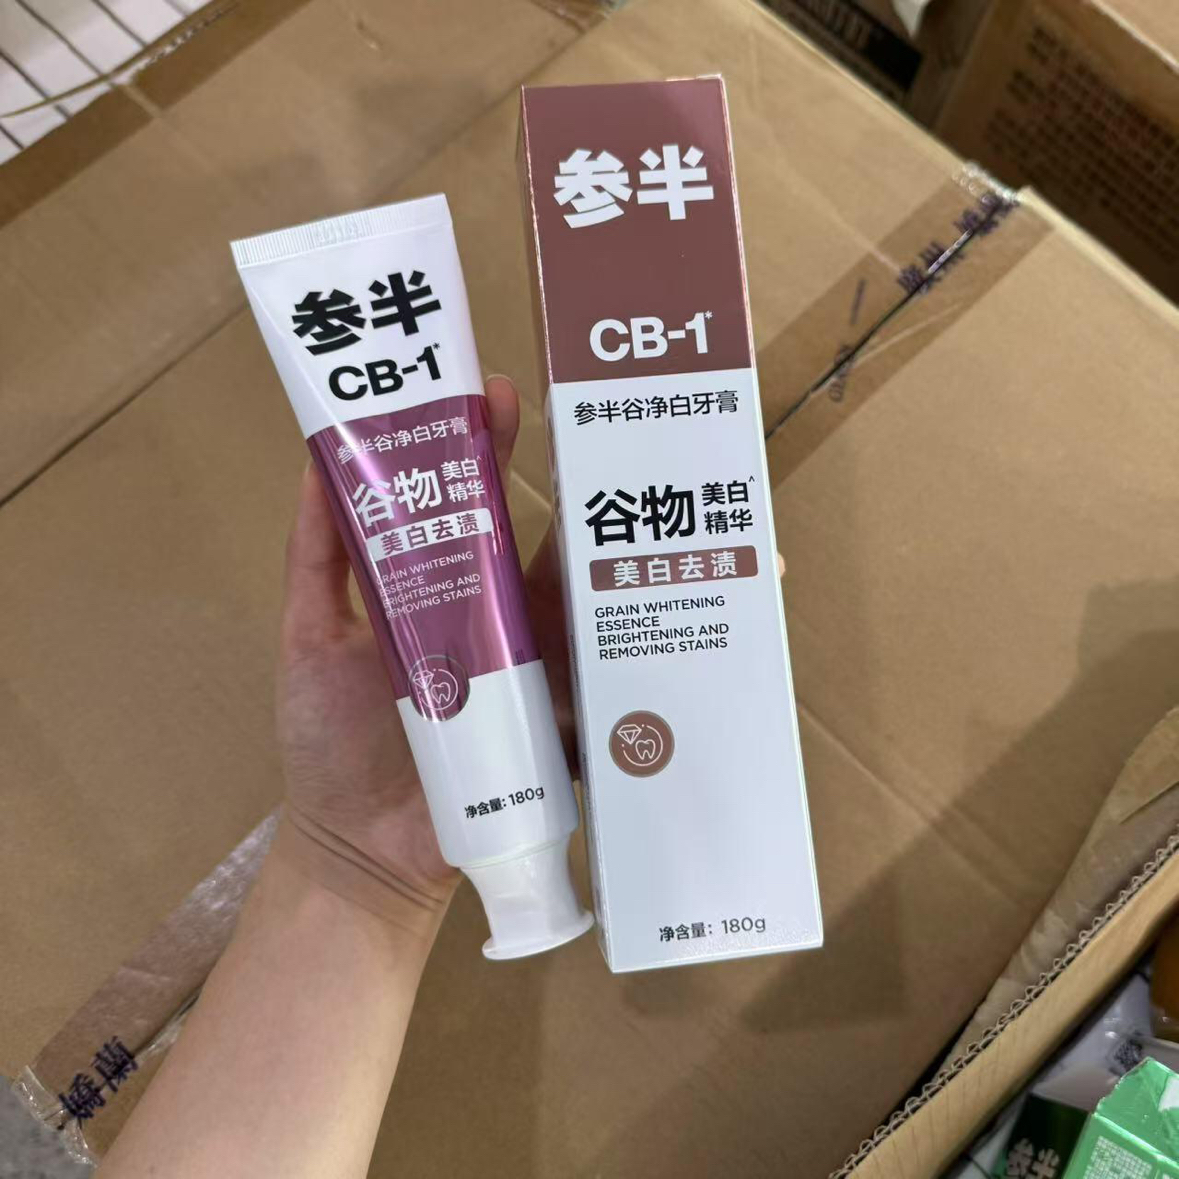 参半
CB-1*
参半谷净白牙膏
谷物 美白^
精华
美白去渍
GRAIN WHITENING
ESSENCE
BRIGHTENING AND
REMOVING STAINS
净含量: 180g
参半
CB-1*
参半谷净白牙膏
谷物 美白^
精华
美白去渍
GRAIN WHITENING
ESSENCE
BRIGHTENING AND
REMOVING STAINS
净含量: 180g
参半